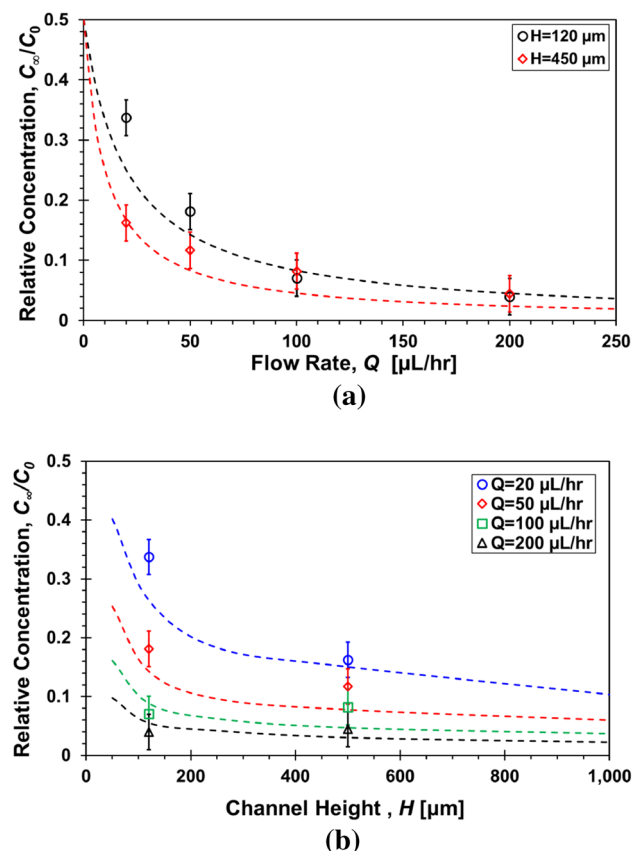 0.5
0.4
0.3
0.2
0.1
0
Relative Concentration, C∞/C0
H=120 µm
H=450 µm
0 50 100 150 200 250
Flow Rate, Q [µL/hr]
(a)
0.5
0.4
0.3
0.2
0.1
0
Relative Concentration, C∞/C0
Q=20 µL/hr
Q=50 µL/hr
Q=100 µL/hr
Q=200 µL/hr
0 200 400 600 800 1,000
Channel Height , H [µm]
(b)